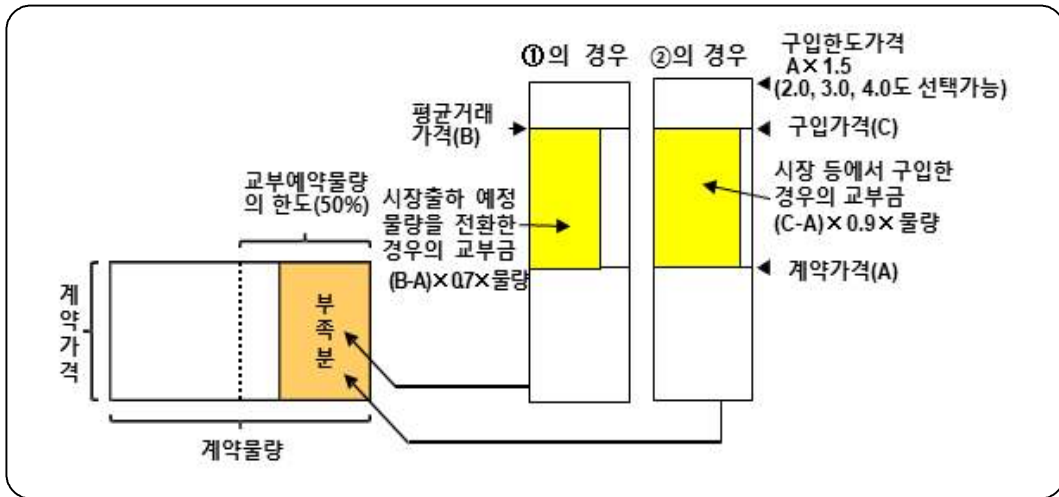 ①의 경우
②의 경우
구입한도가격
A×1.5
(2.0, 3.0, 4.0도 선택가능)
평균거래
가격(B)
구입가격(C)
교부예약물량
의 한도(50%)
시장출하 예정
물량을 전환한
경우의 교부금
(B-A)×0.7×물량
시장 등에서 구입한
경우의 교부금
(C-A)×0.9×물량
계약가격(A)
계약가격
부족분
계약물량